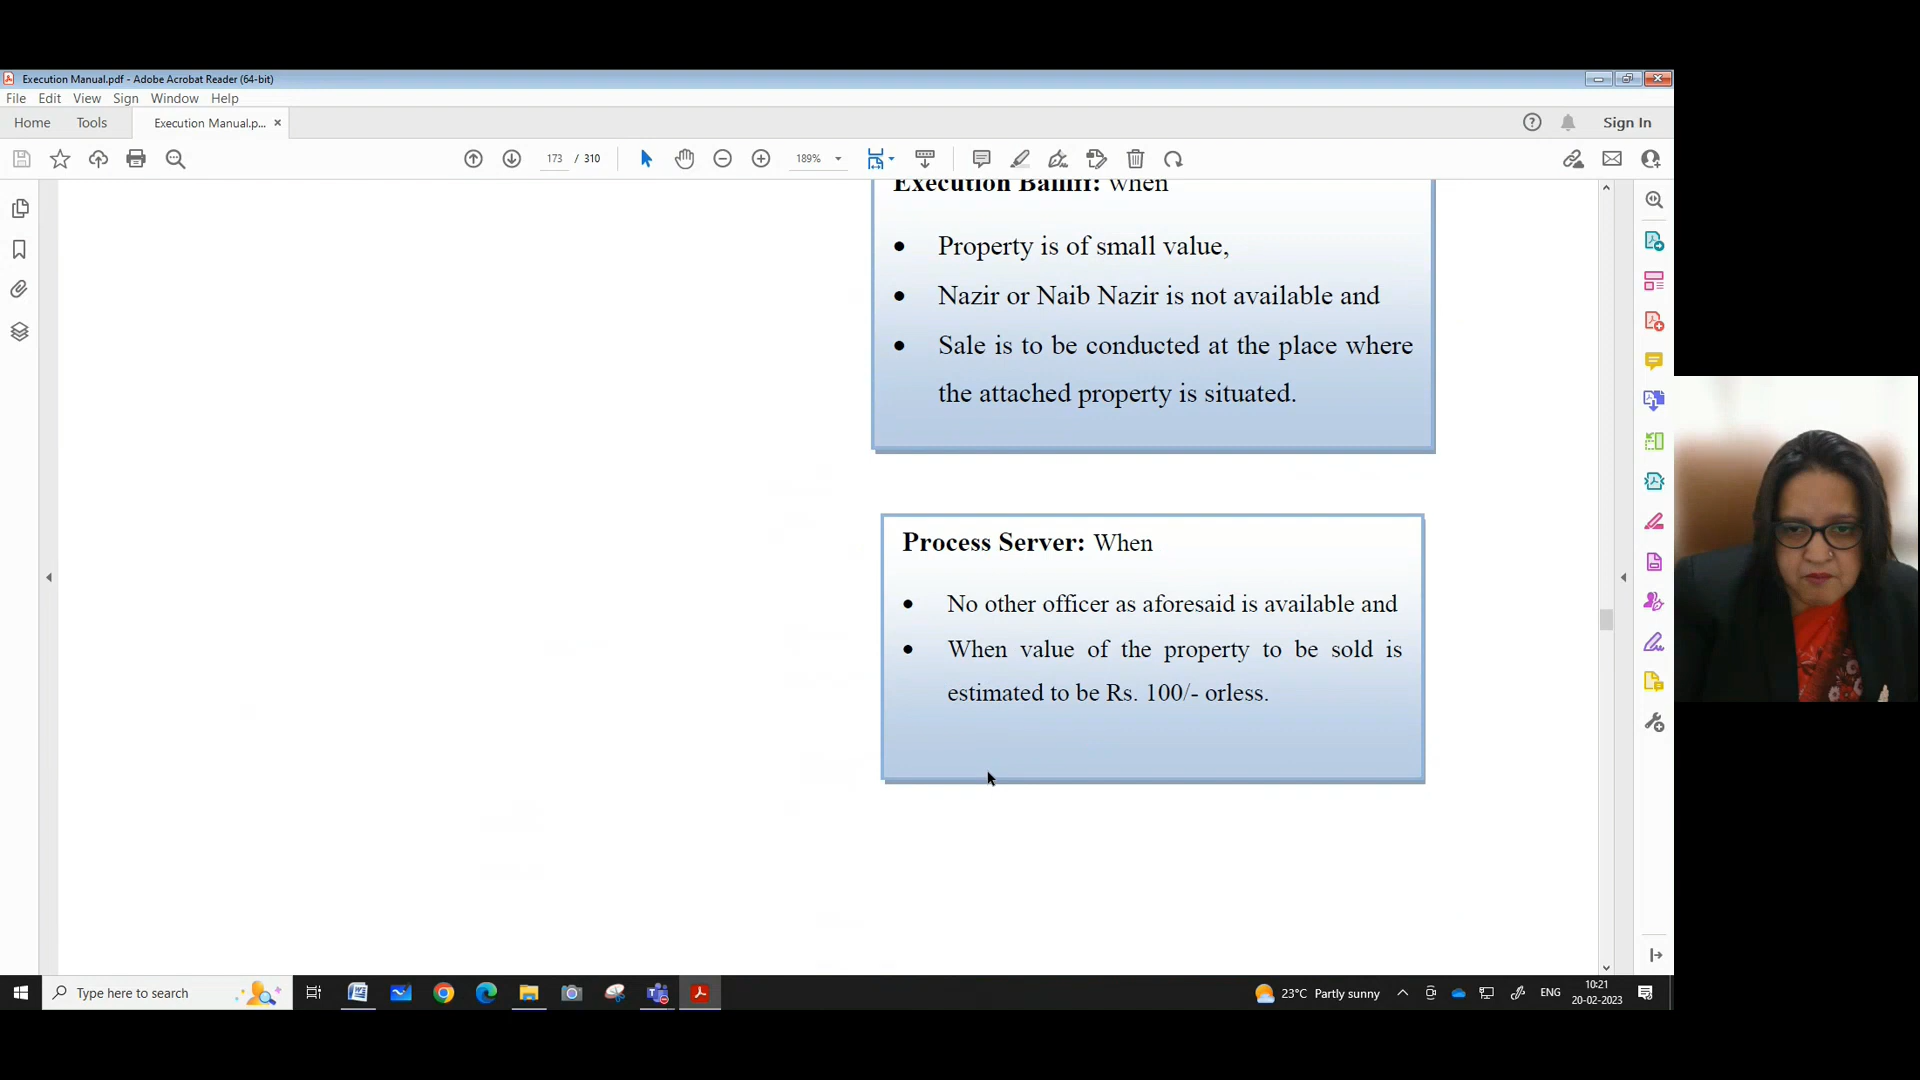 Execution Manual.pdf - Adobe Acrobat Reader (64-bit)
File Edit View Sign Window Help
Home Tools Execution Manual.p... × Sign In
173 / 310 189%
Execution Bailiff: when
• Property is of small value,
• Nazir or Naib Nazir is not available and
• Sale is to be conducted at the place where
the attached property is situated.
Process Server: When
• No other officer as aforesaid is available and
• When value of the property to be sold is
estimated to be Rs. 100/- orless.
Type here to search
23°C Partly sunny
ENG
10:21
20-02-2023